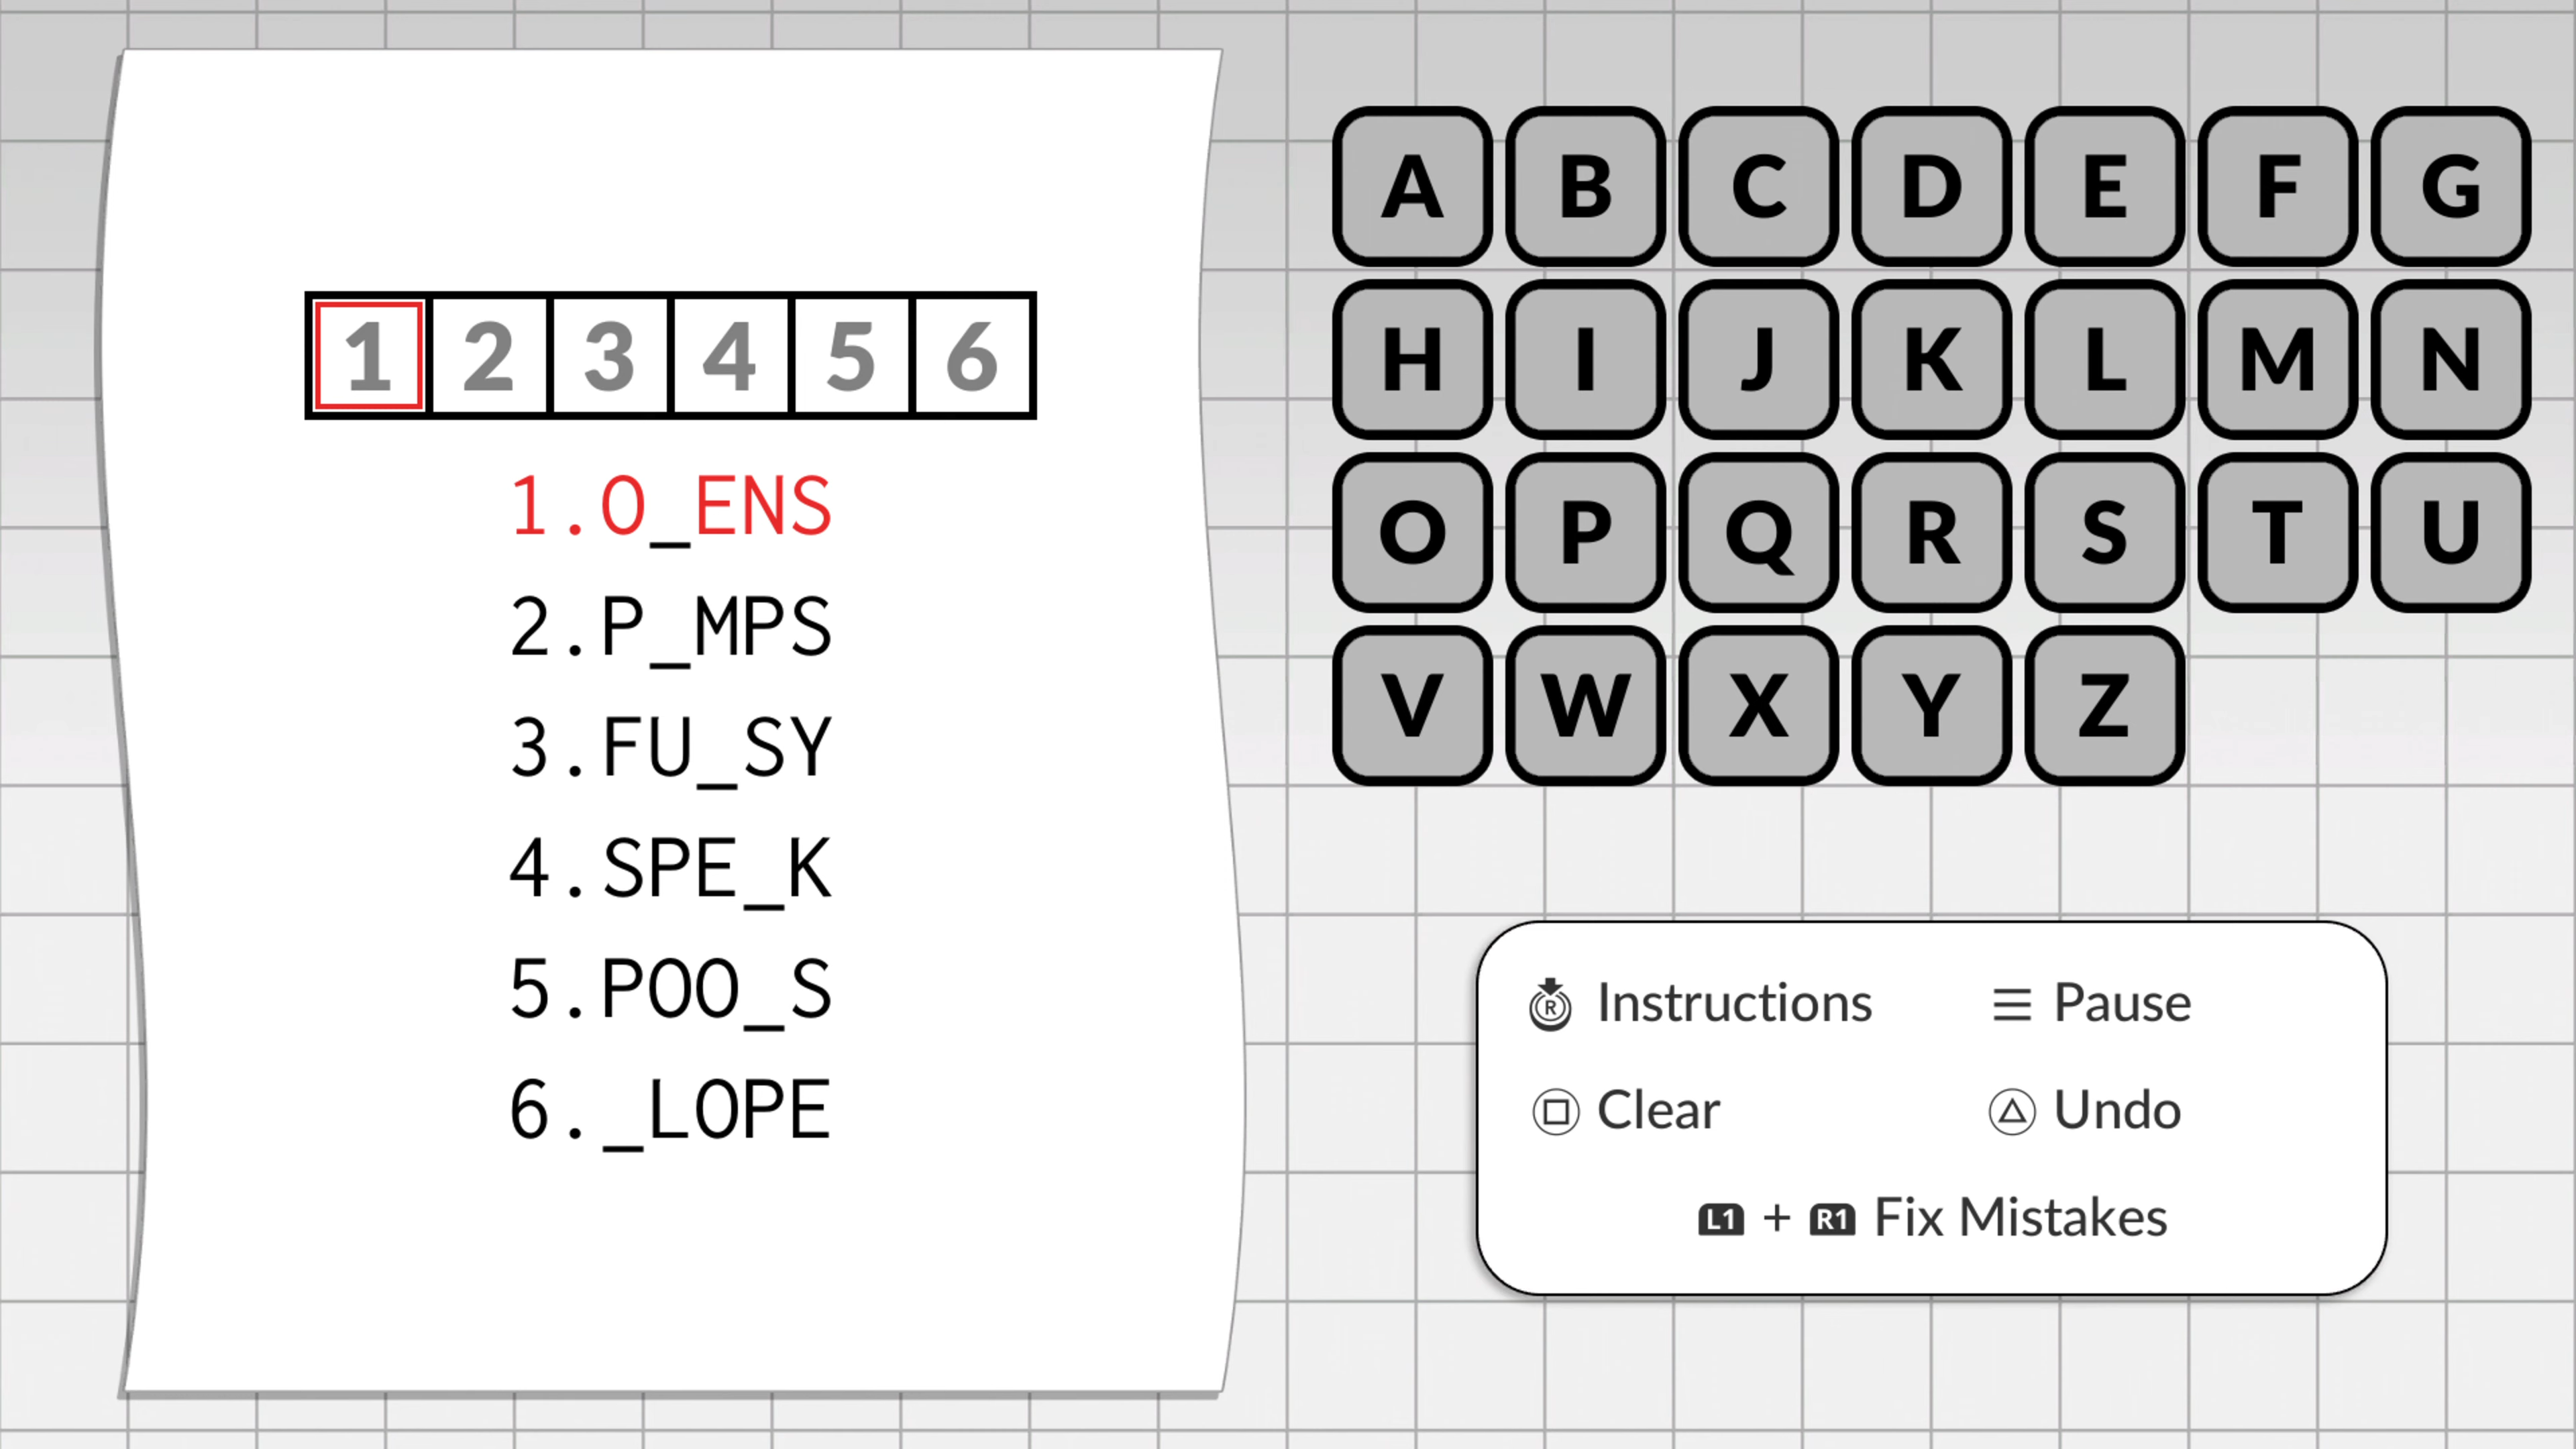 1 2 3 4 5 6
1.O_ENS
2.P_MPS
3.FU_SY
4.SPE_K
5.POO_S
6._LOPE
A B C D E F G
H I J K L M N
O P Q R S T U
V W X Y Z
R Instructions
Pause
Clear
Undo
L1 + R1 Fix Mistakes